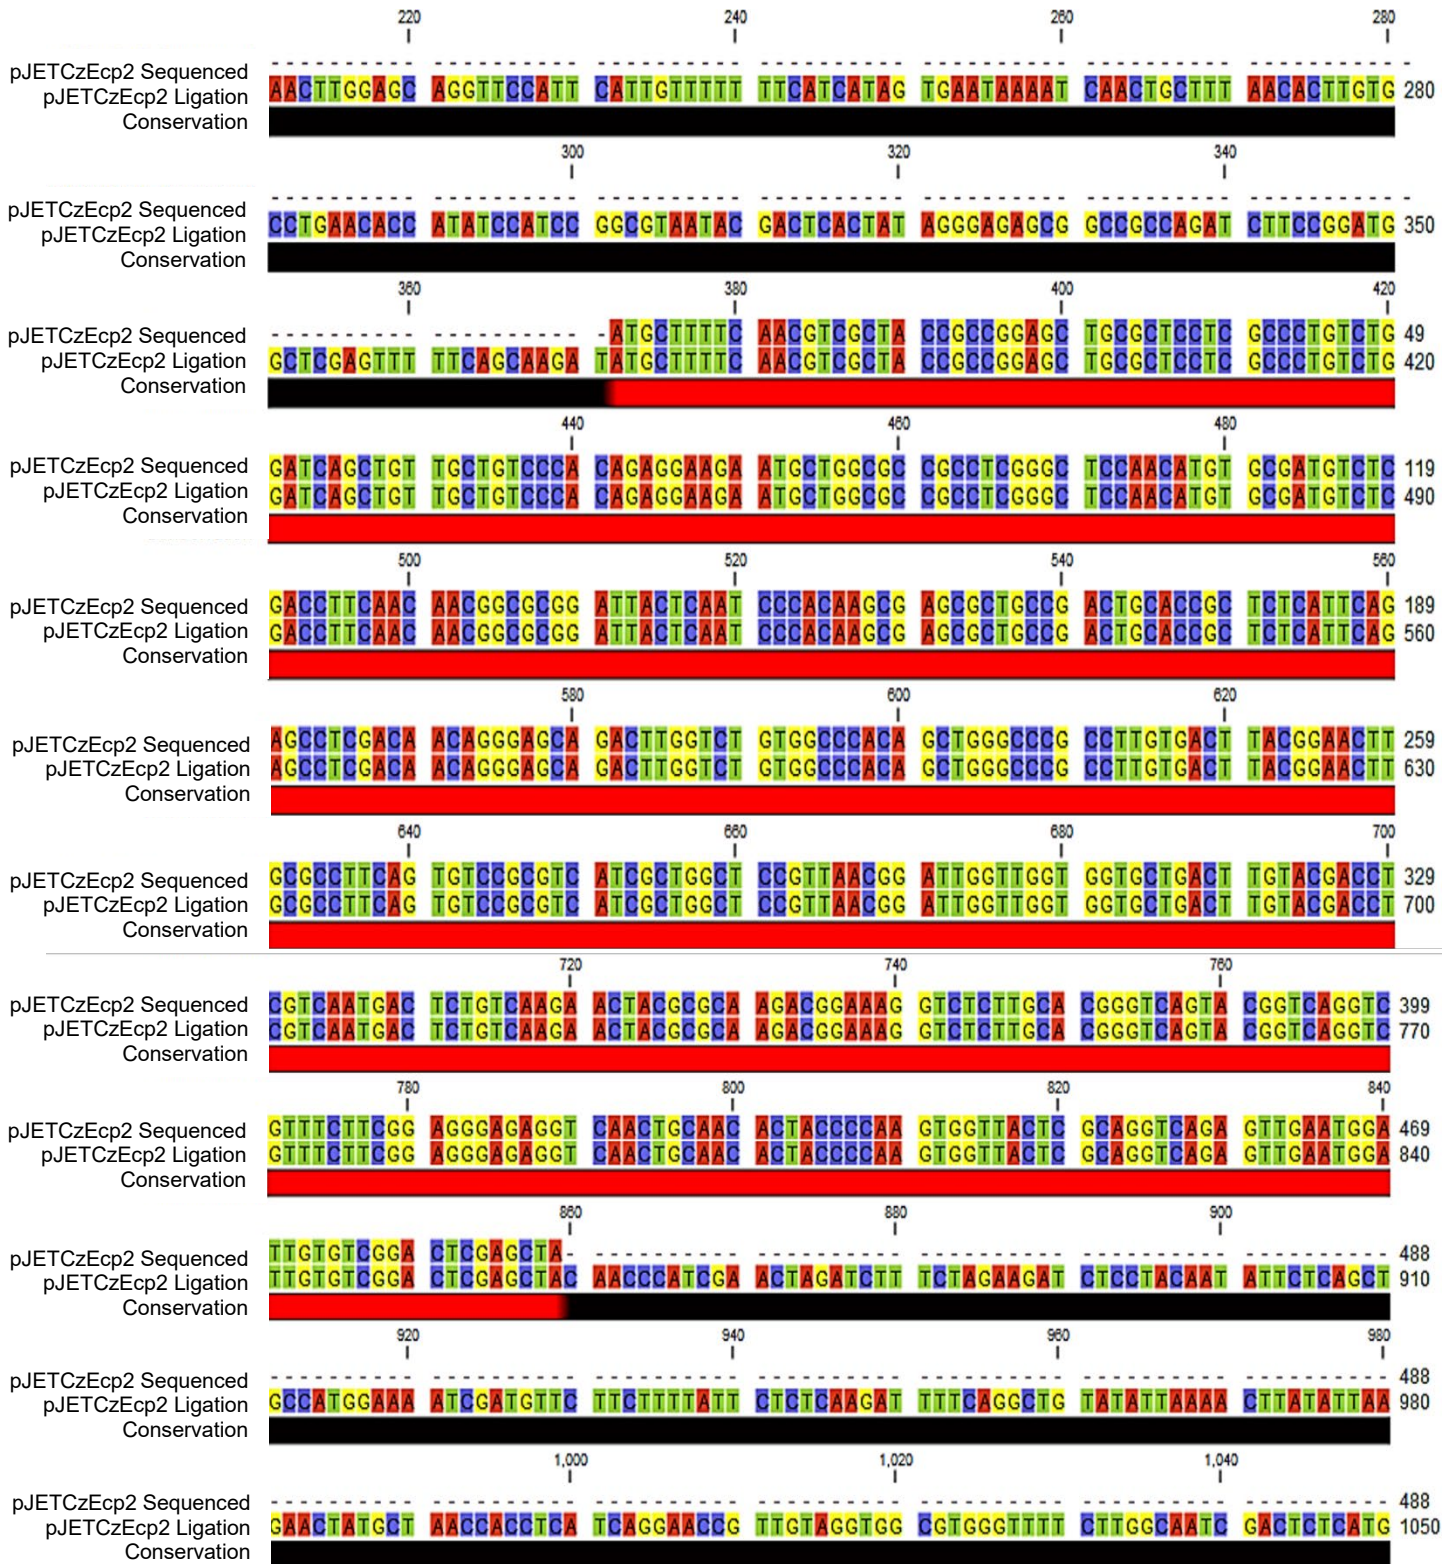 220 240 260 280
pJETCzEcp2 Sequenced - - - - - - - - - - - - - - - - - - - - - - - - - - - - - - - - - - - - - - - - - - - - - - - - - - - - - - - - - - - - - - - - - - - - - -
pJETCzEcp2 Ligation AACTTGGAGC AGGTTCCATT CATTGTTTTT TTCATCATAG TGAATAAAAT CAACTGCTTT AACACTTGTG 280
Conservation
300 320 340
pJETCzEcp2 Sequenced - - - - - - - - - - - - - - - - - - - - - - - - - - - - - - - - - - - - - - - - - - - - - - - - - - - - - - - - - - - - - - - - - - - - - -
pJETCzEcp2 Ligation CCTGAACACC ATATCCATCC GGCGTAATAC GACTCACTAT AGGGAGAGCG GCCGCCAGAT CTTCCGGATG 350
Conservation
360 380 400 420
pJETCzEcp2 Sequenced - - - - - - - - - - - - - - - - - - - - - ATGCTTTTC AACGTCGCTA CCGCCGGAGC TGCGCTCCTC GCCCTGTCTG 49
pJETCzEcp2 Ligation GCTCGAGTTT TTCAGCAAGA TATGCTTTTC AACGTCGCTA CCGCCGGAGC TGCGCTCCTC GCCCTGTCTG 420
Conservation
440 460 480
pJETCzEcp2 Sequenced GATCAGCTGT TGCTGTCCCA CAGAGGAAGA ATGCTGGCGC CGCCTCGGGC TCCAACATGT GCGATGTCTC 119
pJETCzEcp2 Ligation GATCAGCTGT TGCTGTCCCA CAGAGGAAGA ATGCTGGCGC CGCCTCGGGC TCCAACATGT GCGATGTCTC 490
Conservation
500 520 540 560
pJETCzEcp2 Sequenced GACCTTCAAC AACGGCGCGG ATTACTCAAT CCCACAAGCG AGCGCTGCCG ACTGCACCGC TCTCATTCAG 189
pJETCzEcp2 Ligation GACCTTCAAC AACGGCGCGG ATTACTCAAT CCCACAAGCG AGCGCTGCCG ACTGCACCGC TCTCATTCAG 560
Conservation
580 600 620
pJETCzEcp2 Sequenced AGCCTCGACA ACAGGGAGCA GACTTGGTCT GTGGCCCACA GCTGGGCCCG CCTTGTGACT TACGGAACTT 259
pJETCzEcp2 Ligation AGCCTCGACA ACAGGGAGCA GACTTGGTCT GTGGCCCACA GCTGGGCCCG CCTTGTGACT TACGGAACTT 630
Conservation
640 660 680 700
pJETCzEcp2 Sequenced GCGCCTTCAG TGTCCGCGTC ATCGCTGGCT CCGTTAACGG ATTGGTTGGT GGTGCTGACT TGTACGACCT 329
pJETCzEcp2 Ligation GCGCCTTCAG TGTCCGCGTC ATCGCTGGCT CCGTTAACGG ATTGGTTGGT GGTGCTGACT TGTACGACCT 700
Conservation
720 740 760
pJETCzEcp2 Sequenced CGTCAATGAC TCTGTCAAGA ACTACGCGCA AGACGGAAAG GTCTCTTGCA CGGGTCAGTA CGGTCAGGTC 399
pJETCzEcp2 Ligation CGTCAATGAC TCTGTCAAGA ACTACGCGCA AGACGGAAAG GTCTCTTGCA CGGGTCAGTA CGGTCAGGTC 770
Conservation
780 800 820 840
pJETCzEcp2 Sequenced GTTTCTTCGG AGGGAGAGGT CAACTGCAAC ACTACCCCAA GTGGTTACTC GCAGGTCAGA GTTGAATGGA 469
pJETCzEcp2 Ligation GTTTCTTCGG AGGGAGAGGT CAACTGCAAC ACTACCCCAA GTGGTTACTC GCAGGTCAGA GTTGAATGGA 840
Conservation
860 880 900
pJETCzEcp2 Sequenced TTGTGTCGGA CTCGAGCTA- - - - - - - - - - - - - - - - - - - - - - - - - - - - - - - - - - - - - - - - - - - - - - - - - - - 488
pJETCzEcp2 Ligation TTGTGTCGGA CTCGAGCTAC AACCCATCGA ACTAGATCTT TCTAGAAGAT CTCCTACAAT ATTCTCAGCT 910
Conservation
920 940 960 980
pJETCzEcp2 Sequenced - - - - - - - - - - - - - - - - - - - - - - - - - - - - - - - - - - - - - - - - - - - - - - - - - - - - - - - - - - - - - - - - - - - - - - 488
pJETCzEcp2 Ligation GCCATGGAAA ATCGATGTTC TTCTTTTATT CTCTCAAGAT TTTCAGGCTG TATATTAAAA CTTATATTAA 980
Conservation
1,000 1,020 1,040
pJETCzEcp2 Sequenced - - - - - - - - - - - - - - - - - - - - - - - - - - - - - - - - - - - - - - - - - - - - - - - - - - - - - - - - - - - - - - - - - - - - - - 488
pJETCzEcp2 Ligation GAACTATGCT AACCACCTCA TCAGGAACCG TTGTAGGTGG CGTGGGTTTT CTTGGCAATC GACTCTCATG 1050
Conservation